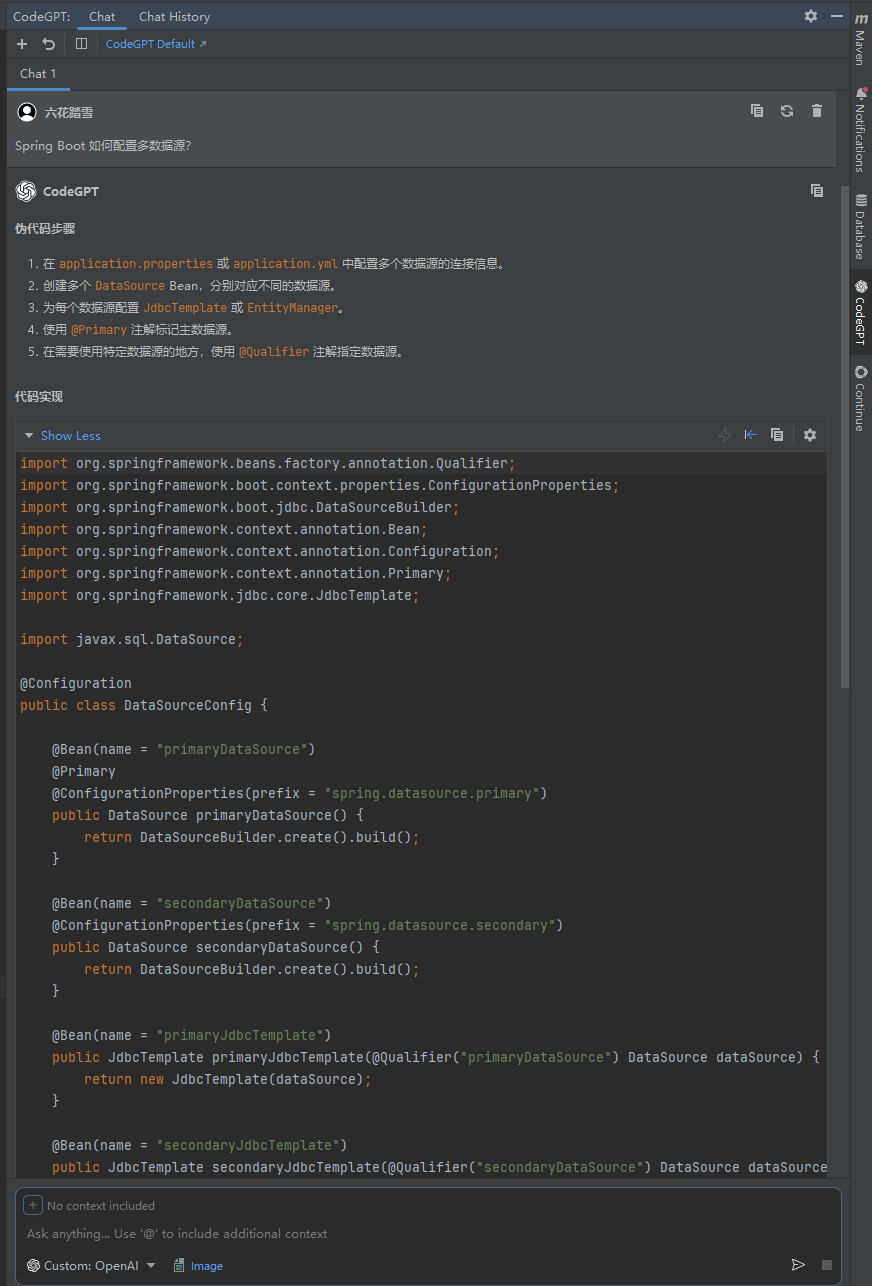 CodeGPT: Chat Chat History
CodeGPT Default
Chat 1
六花踏雪
Spring Boot 如何配置多数据源?
CodeGPT
伪代码步骤
1. 在 application.properties 或 application.yml 中配置多个数据源的连接信息。
2. 创建多个 DataSource Bean，分别对应不同的数据源。
3. 为每个数据源配置 JdbcTemplate 或 EntityManager。
4. 使用 @Primary 注解标记主数据源。
5. 在需要使用特定数据源的地方，使用 @Qualifier 注解指定数据源。
代码实现
Show Less
import org.springframework.beans.factory.annotation.Qualifier;
import org.springframework.boot.context.properties.ConfigurationProperties;
import org.springframework.boot.jdbc.DataSourceBuilder;
import org.springframework.context.annotation.Bean;
import org.springframework.context.annotation.Configuration;
import org.springframework.context.annotation.Primary;
import org.springframework.jdbc.core.JdbcTemplate;
import javax.sql.DataSource;
@Configuration
public class DataSourceConfig {
@Bean(name = "primaryDataSource")
@Primary
@ConfigurationProperties(prefix = "spring.datasource.primary")
public DataSource primaryDataSource() {
return DataSourceBuilder.create().build();
}
@Bean(name = "secondaryDataSource")
@ConfigurationProperties(prefix = "spring.datasource.secondary")
public DataSource secondaryDataSource() {
return DataSourceBuilder.create().build();
}
@Bean(name = "primaryJdbcTemplate")
public JdbcTemplate primaryJdbcTemplate(@Qualifier("primaryDataSource") DataSource dataSource) {
return new JdbcTemplate(dataSource);
}
@Bean(name = "secondaryJdbcTemplate")
public JdbcTemplate secondaryJdbcTemplate(@Qualifier("secondaryDataSource") DataSource dataSource
No context included
Ask anything... Use '@' to include additional context
Custom: OpenAI Image
m Maven
Notifications
Database
CodeGPT
Continue